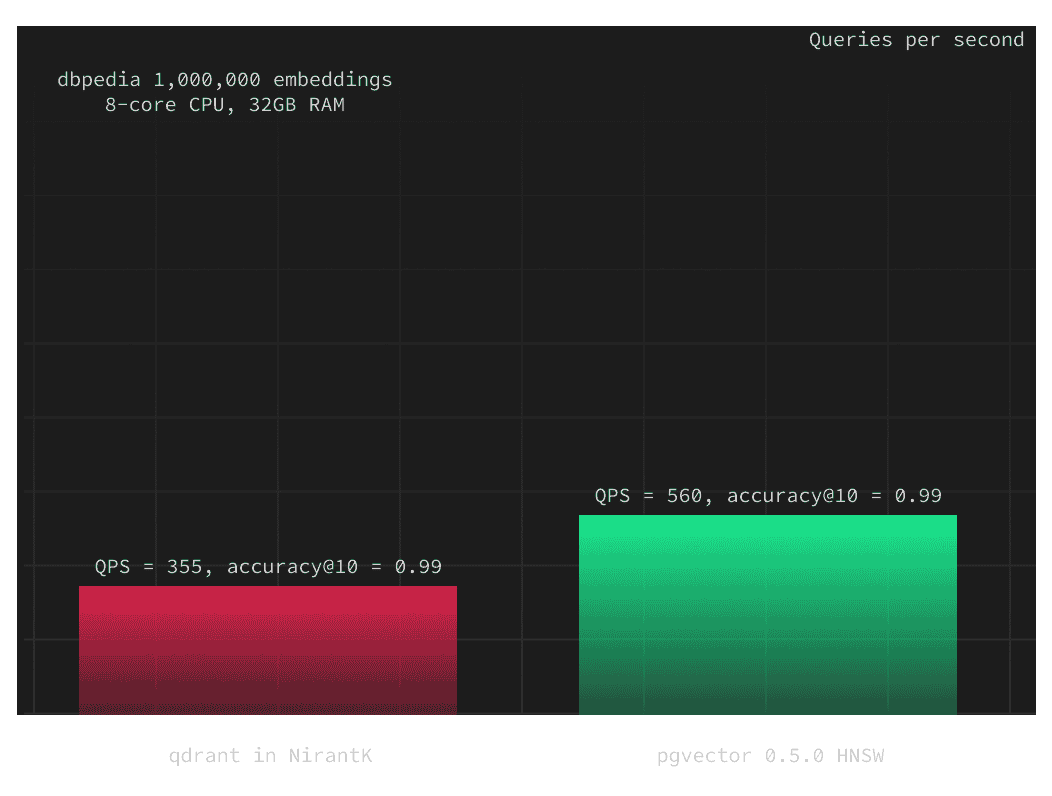 Queries per second
dbpedia 1,000,000 embeddings
8-core CPU, 32GB RAM
QPS = 560, accuracy@10 = 0.99
QPS = 355, accuracy@10 = 0.99
qdrant in NirantK
pgvector 0.5.0 HNSW